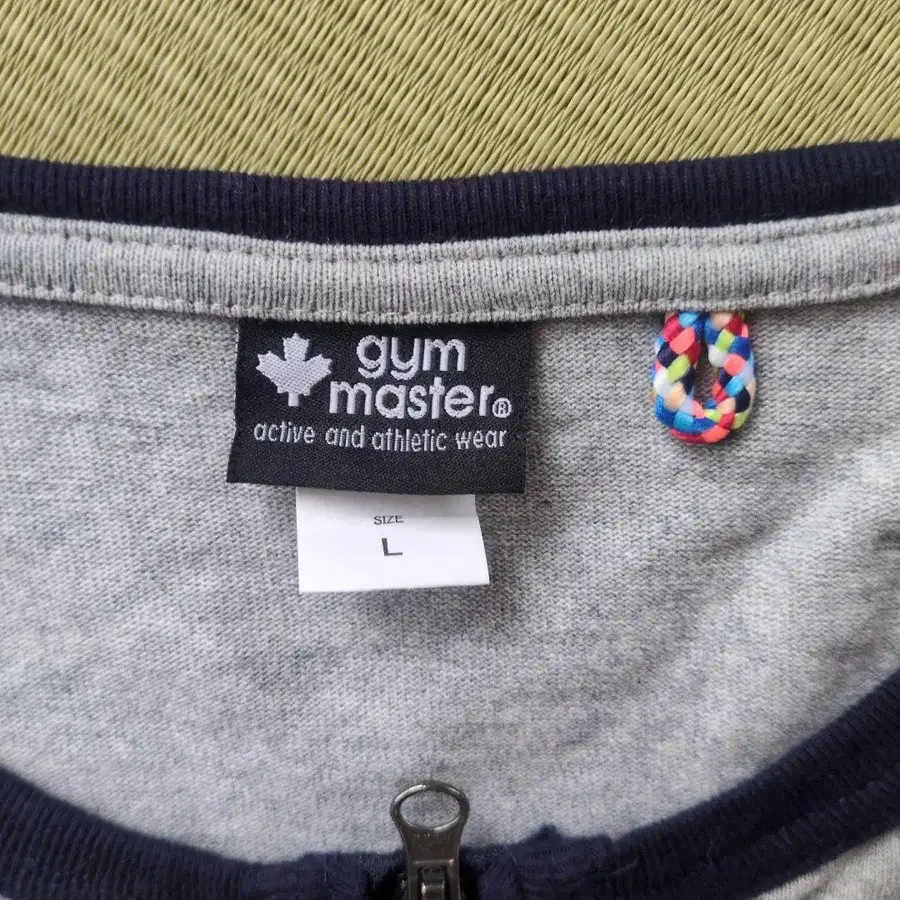 gym
master®
active and athletic wear
SIZE
L